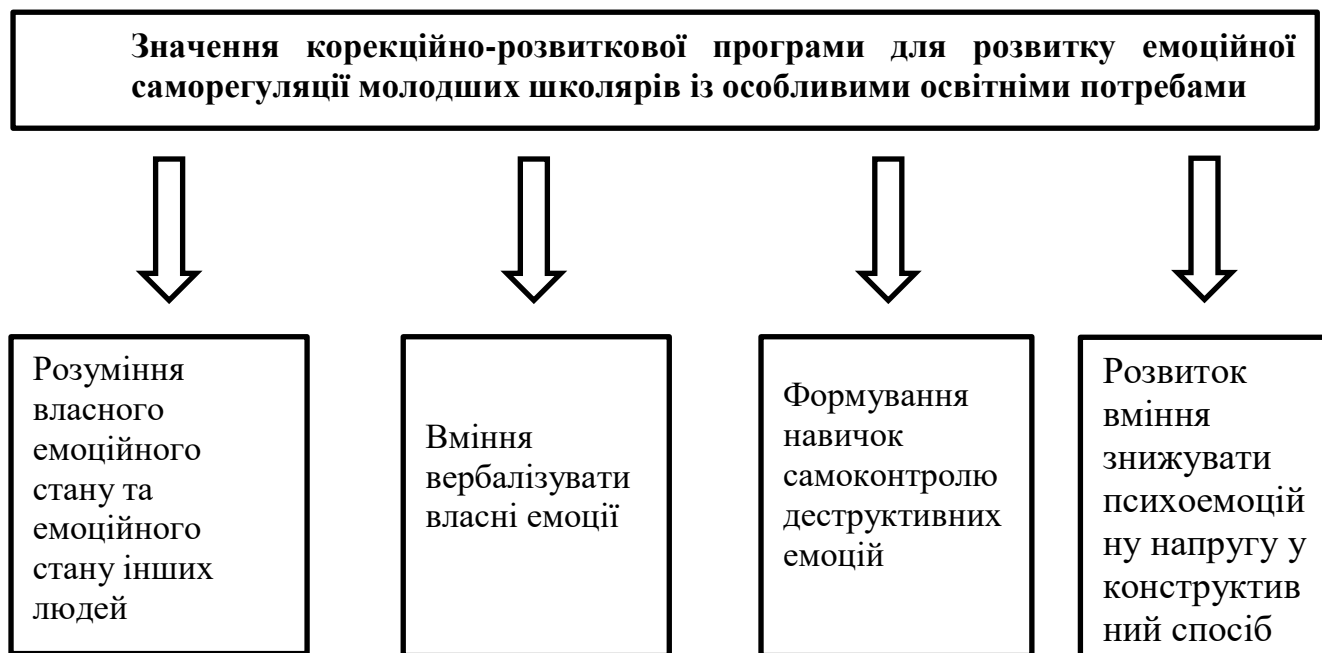 Значення корекційно-розвиткової програми для розвитку емоційної
саморегуляції молодших школярів із особливими освітніми потребами
Розуміння
власного
емоційного
стану та
емоційного
стану інших
людей
Вміння
вербалізувати
власні емоції
Формування
навичок
самоконтролю
деструктивних
емоцій
Розвиток
вміння
знижувати
психоемоцій
ну напругу у
конструктив
ний спосіб